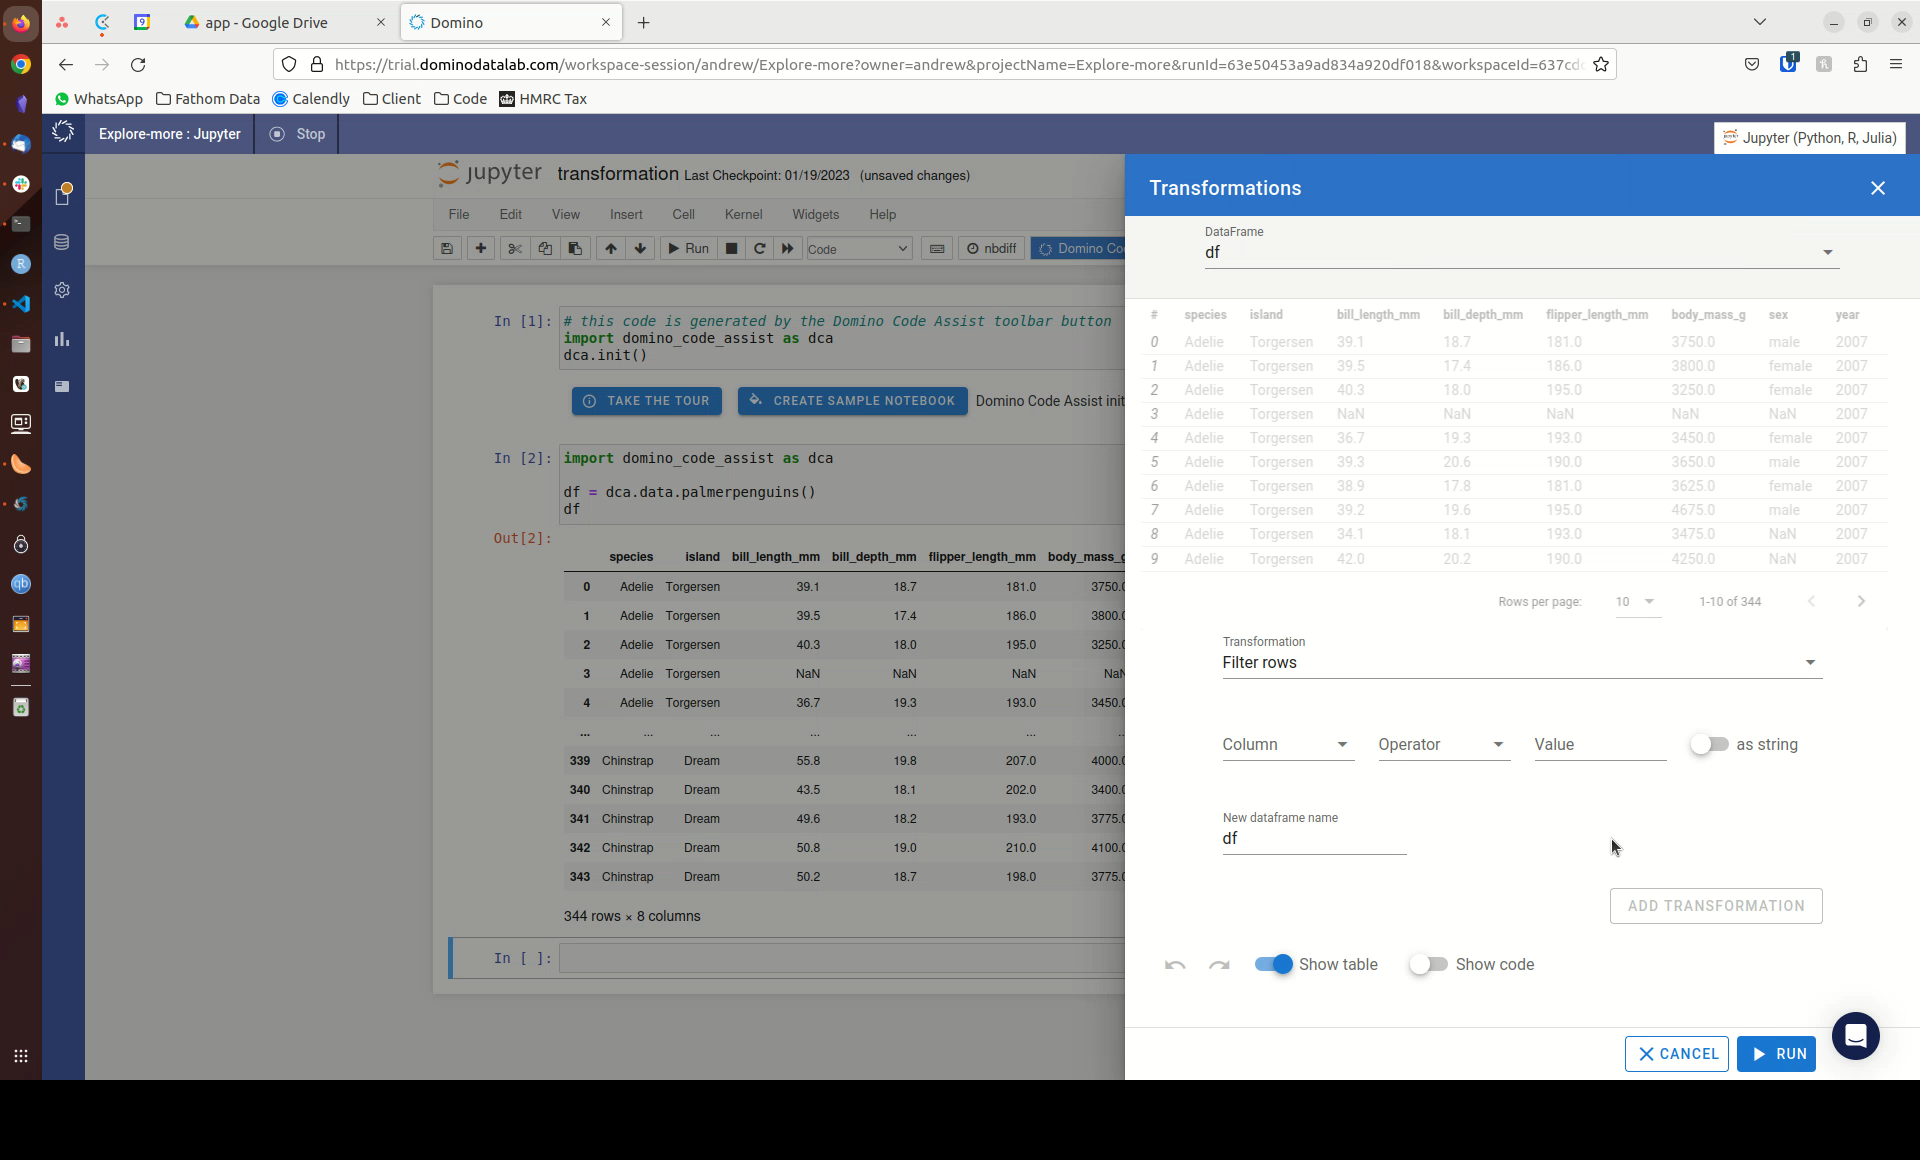 app - Google Drive
Domino
https://trial.dominodatalab.com/workspace-session/andrew/Explore-more?owner=andrew&projectName=Explore-more&runId=63e50453a9ad834a920df018&workspaceId=637cd
1
WhatsApp Fathom Data Calendly Client Code HMRC Tax
Explore-more : Jupyter Stop Jupyter (Python, R, Julia)
jupyter transformation Last Checkpoint: 01/19/2023 (unsaved changes)
File Edit View Insert Cell Kernel Widgets Help
Run Code nbdiff Domino Co
In [1]: # this code is generated by the Domino Code Assist toolbar button
import domino_code_assist as dca
dca.init()
TAKE THE TOUR CREATE SAMPLE NOTEBOOK Domino Code Assist init
In [2]: import domino_code_assist as dca
df = dca.data.palmerpenguins()
df
Out[2]:
species island bill_length_mm bill_depth_mm flipper_length_mm body_mass_g
0 Adelie Torgersen 39.1 18.7 181.0 3750.0
1 Adelie Torgersen 39.5 17.4 186.0 3800.0
2 Adelie Torgersen 40.3 18.0 195.0 3250.0
3 Adelie Torgersen NaN NaN NaN NaN
4 Adelie Torgersen 36.7 19.3 193.0 3450.0
... ... ... ... ... ... ...
339 Chinstrap Dream 55.8 19.8 207.0 4000.0
340 Chinstrap Dream 43.5 18.1 202.0 3400.0
341 Chinstrap Dream 49.6 18.2 193.0 3775.0
342 Chinstrap Dream 50.8 19.0 210.0 4100.0
343 Chinstrap Dream 50.2 18.7 198.0 3775.0
344 rows × 8 columns
In [ ]:
Transformations
DataFrame
df
# species island bill_length_mm bill_depth_mm flipper_length_mm body_mass_g sex year
0 Adelie Torgersen 39.1 18.7 181.0 3750.0 male 2007
1 Adelie Torgersen 39.5 17.4 186.0 3800.0 female 2007
2 Adelie Torgersen 40.3 18.0 195.0 3250.0 female 2007
3 Adelie Torgersen NaN NaN NaN NaN NaN 2007
4 Adelie Torgersen 36.7 19.3 193.0 3450.0 female 2007
5 Adelie Torgersen 39.3 20.6 190.0 3650.0 male 2007
6 Adelie Torgersen 38.9 17.8 181.0 3625.0 female 2007
7 Adelie Torgersen 39.2 19.6 195.0 4675.0 male 2007
8 Adelie Torgersen 34.1 18.1 193.0 3475.0 NaN 2007
9 Adelie Torgersen 42.0 20.2 190.0 4250.0 NaN 2007
Rows per page: 10 1-10 of 344
Transformation
Filter rows
Column Operator Value as string
New dataframe name
df
ADD TRANSFORMATION
Show table Show code
CANCEL RUN